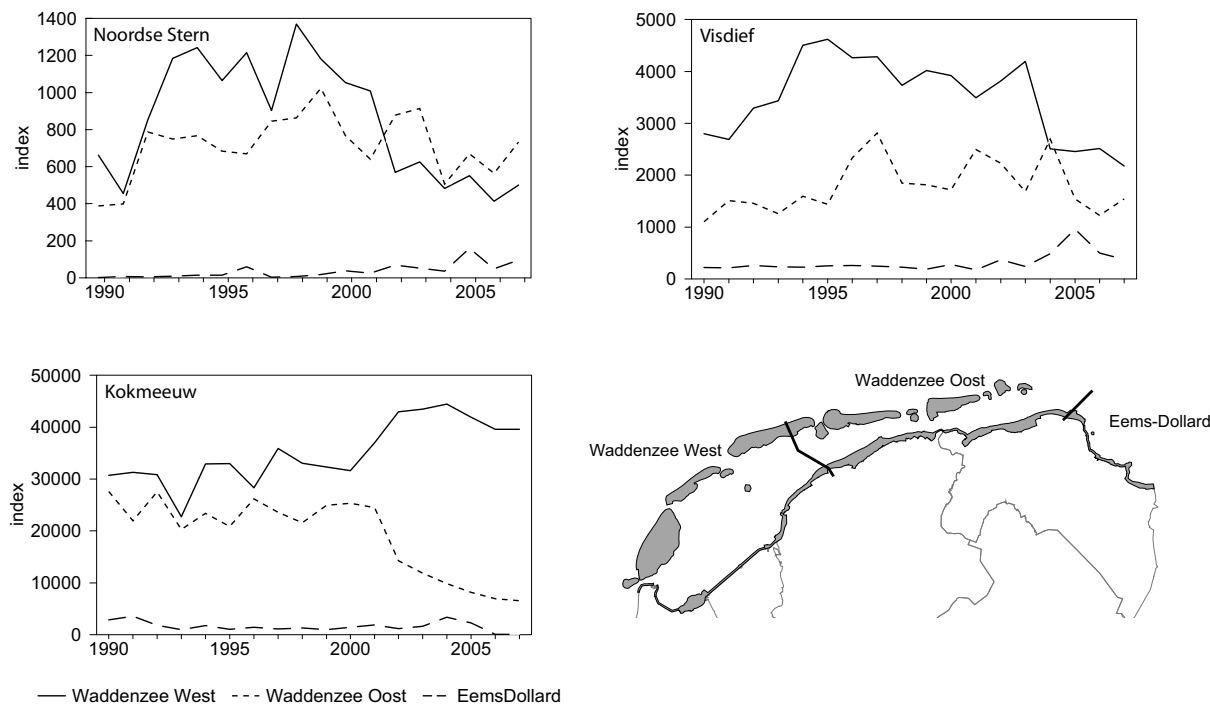 Noordse Stern
index
1400
1200
1000
800
600
400
200
0
1990 1995 2000 2005
Visdief
index
5000
4000
3000
2000
1000
0
1990 1995 2000 2005
Kokmeeuw
index
50000
40000
30000
20000
10000
0
1990 1995 2000 2005
Waddenzee Oost
Eems-Dollard
Waddenzee West
Waddenzee West Waddenzee Oost EemsDollard